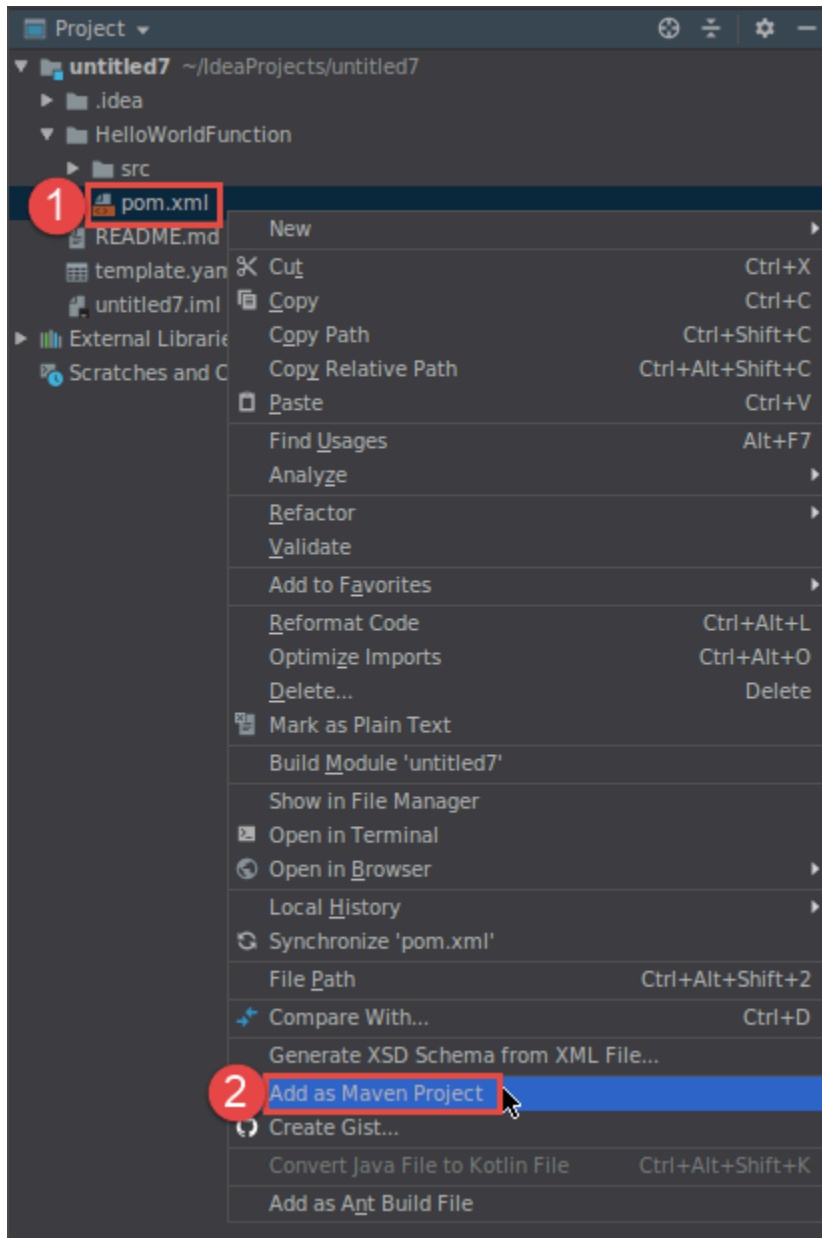 Project
untitled7 ~/IdeaProjects/untitled7
.idea
HelloWorldFunction
src
1 pom.xml
README.md
template.yam
untitled7.iml
External Librarie
Scratches and C
New
Cut Ctrl+X
Copy Ctrl+C
Copy Path Ctrl+Shift+C
Copy Relative Path Ctrl+Alt+Shift+C
Paste Ctrl+V
Find Usages Alt+F7
Analyze
Refactor
Validate
Add to Favorites
Reformat Code Ctrl+Alt+L
Optimize Imports Ctrl+Alt+O
Delete... Delete
Mark as Plain Text
Build Module 'untitled7'
Show in File Manager
Open in Terminal
Open in Browser
Local History
Synchronize 'pom.xml'
File Path Ctrl+Alt+Shift+2
Compare With... Ctrl+D
Generate XSD Schema from XML File...
2 Add as Maven Project
Create Gist...
Convert Java File to Kotlin File Ctrl+Alt+Shift+K
Add as Ant Build File